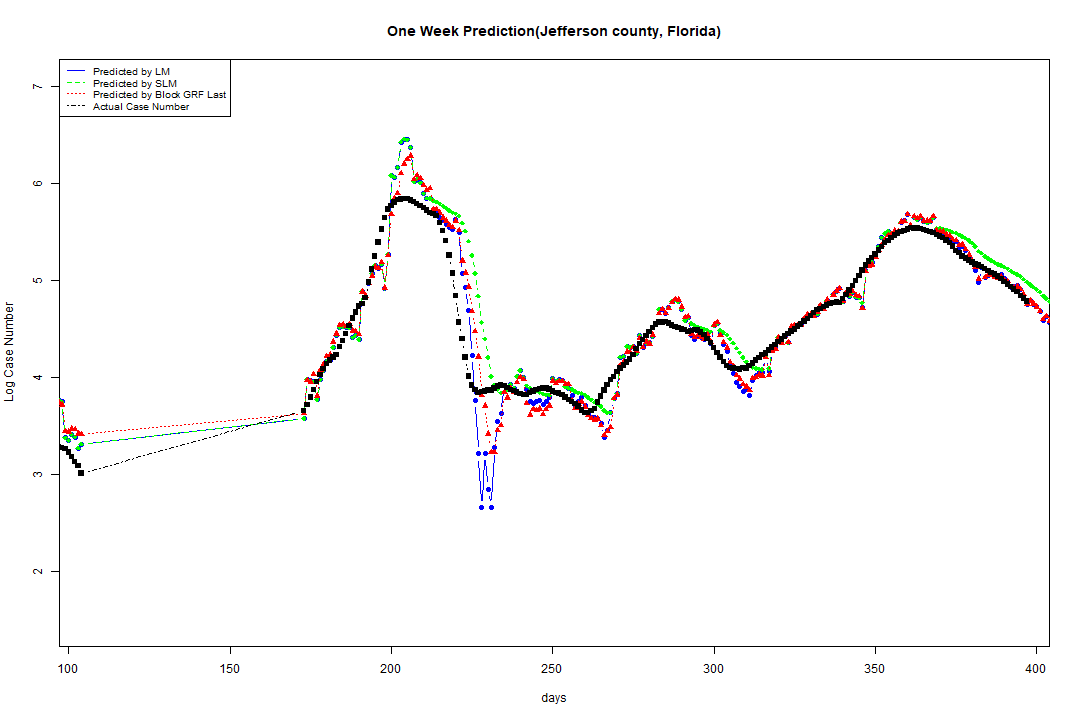 One Week Prediction(Jefferson county, Florida)
Predicted by LM
Predicted by SLM
Predicted by Block GRF Last
Actual Case Number
7
6
5
4
3
2
Log Case Number
100 150 200 250 300 350 400
days